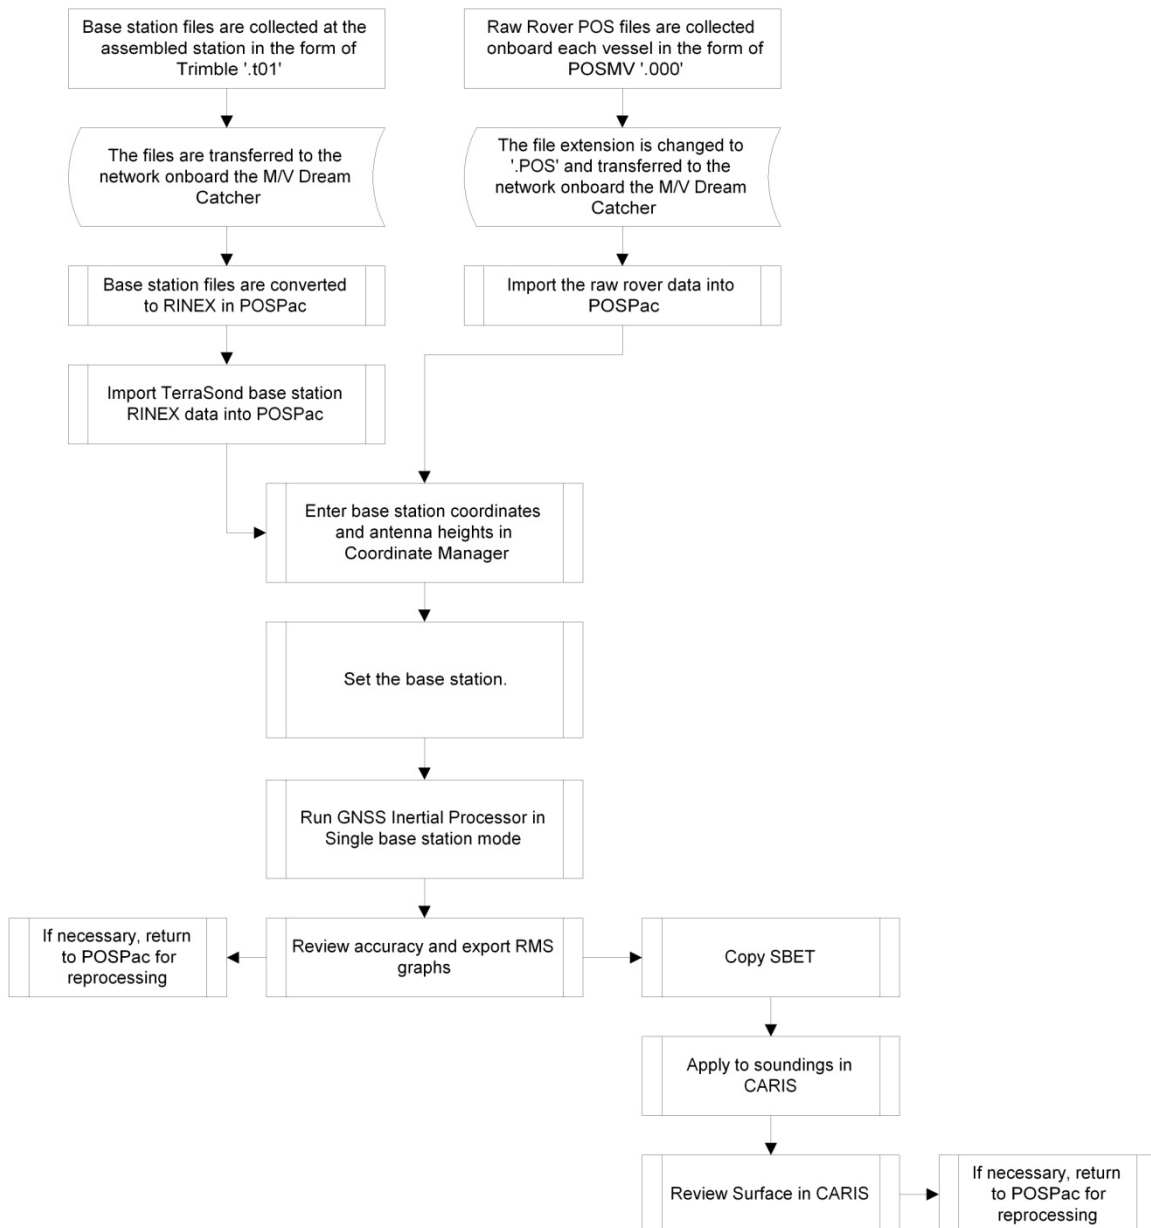 Base station files are collected at the
assembled station in the form of
Trimble '.t01'
Raw Rover POS files are collected
onboard each vessel in the form of
POSMV '.000'
The files are transferred to the
network onboard the M/V Dream
Catcher
The file extension is changed to
'.POS' and transferred to the
network onboard the M/V Dream
Catcher
Base station files are converted
to RINEX in POSPac
Import the raw rover data into
POSPac
Import TerraSond base station
RINEX data into POSPac
Enter base station coordinates
and antenna heights in
Coordinate Manager
Set the base station.
Run GNSS Inertial Processor in
Single base station mode
If necessary, return
to POSPac for
reprocessing
Review accuracy and export RMS
graphs
Copy SBET
Apply to soundings in
CARIS
Review Surface in CARIS
If necessary, return
to POSPac for
reprocessing